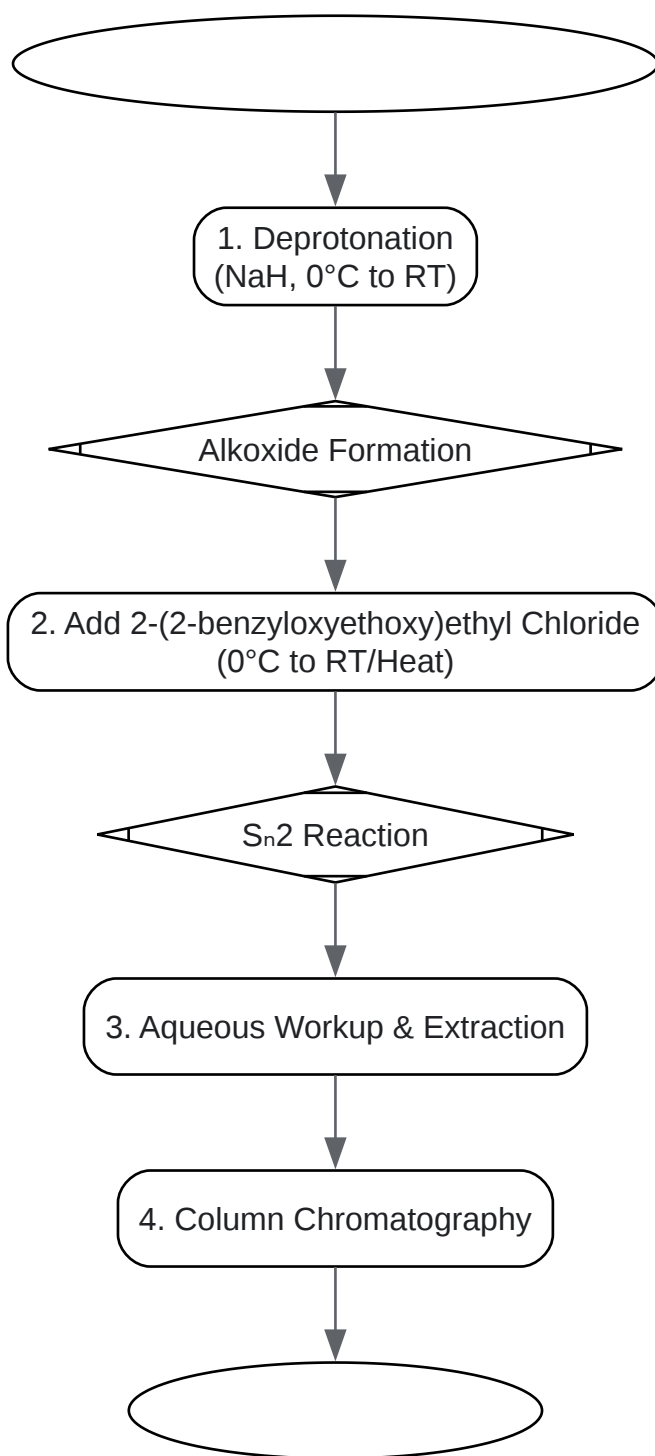 1. Deprotonation
(NaH, 0°C to RT)
Alkoxide Formation
2. Add 2-(2-benzyloxyethoxy)ethyl Chloride
(0°C to RT/Heat)
Sₙ2 Reaction
3. Aqueous Workup & Extraction
4. Column Chromatography